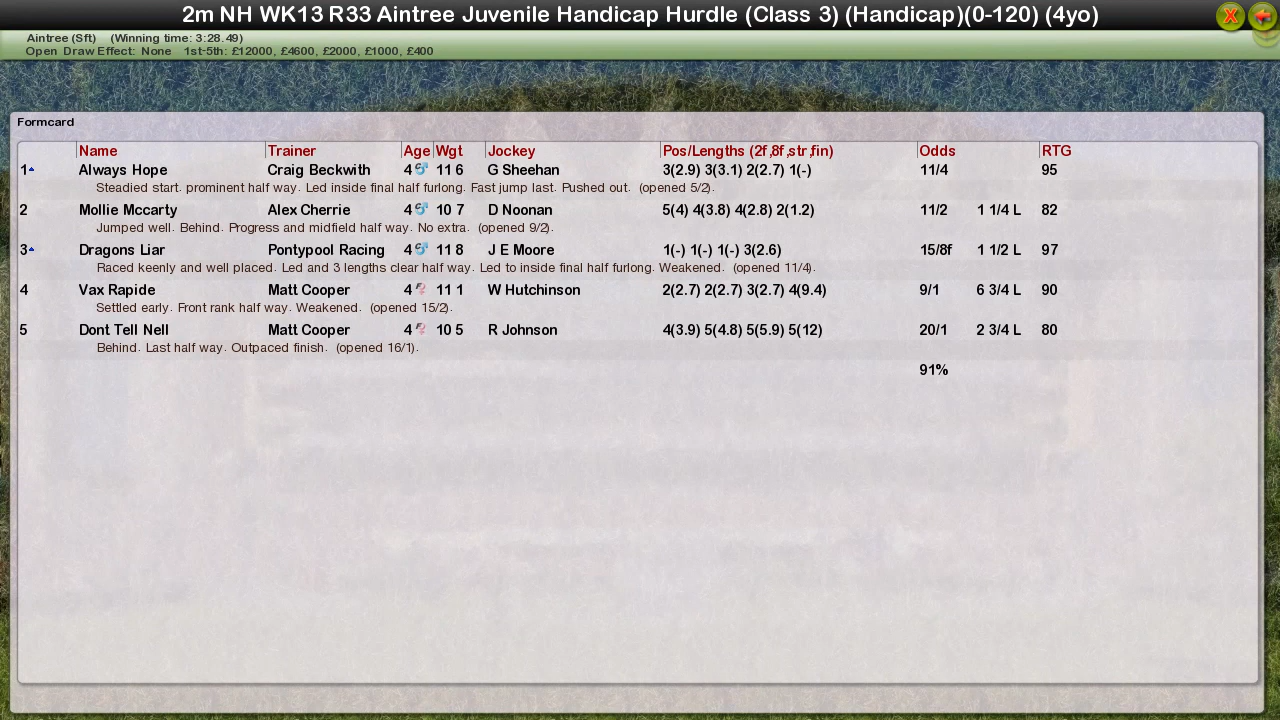 2m NH WK13 R33 Aintree Juvenile Handicap Hurdle (Class 3) (Handicap)(0-120) (4yo)
Aintree (Sft) (Winning time: 3:28.49)
Open Draw Effect: None 1st-5th: £12000, £4600, £2000, £1000, £400
Formcard
Name Trainer Age Wgt Jockey Pos/Lengths (2f,8f,str,fin) Odds RTG
1 Always Hope Craig Beckwith 4 11 6 G Sheehan 3(2.9) 3(3.1) 2(2.7) 1(-) 11/4 95
Steadied start. prominent half way. Led inside final half furlong. Fast jump last. Pushed out. (opened 5/2).
2 Mollie Mccarty Alex Cherrie 4 10 7 D Noonan 5(4) 4(3.8) 4(2.8) 2(1.2) 11/2 1 1/4 L 82
Jumped well. Behind. Progress and midfield half way. No extra. (opened 9/2).
3 Dragons Liar Pontypool Racing 4 11 8 J E Moore 1(-) 1(-) 1(-) 3(2.6) 15/8f 1 1/2 L 97
Raced keenly and well placed. Led and 3 lengths clear half way. Led to inside final half furlong. Weakened. (opened 11/4).
4 Vax Rapide Matt Cooper 4 11 1 W Hutchinson 2(2.7) 2(2.7) 3(2.7) 4(9.4) 9/1 6 3/4 L 90
Settled early. Front rank half way. Weakened. (opened 15/2).
5 Dont Tell Nell Matt Cooper 4 10 5 R Johnson 4(3.9) 5(4.8) 5(5.9) 5(12) 20/1 2 3/4 L 80
Behind. Last half way. Outpaced finish. (opened 16/1).
91%